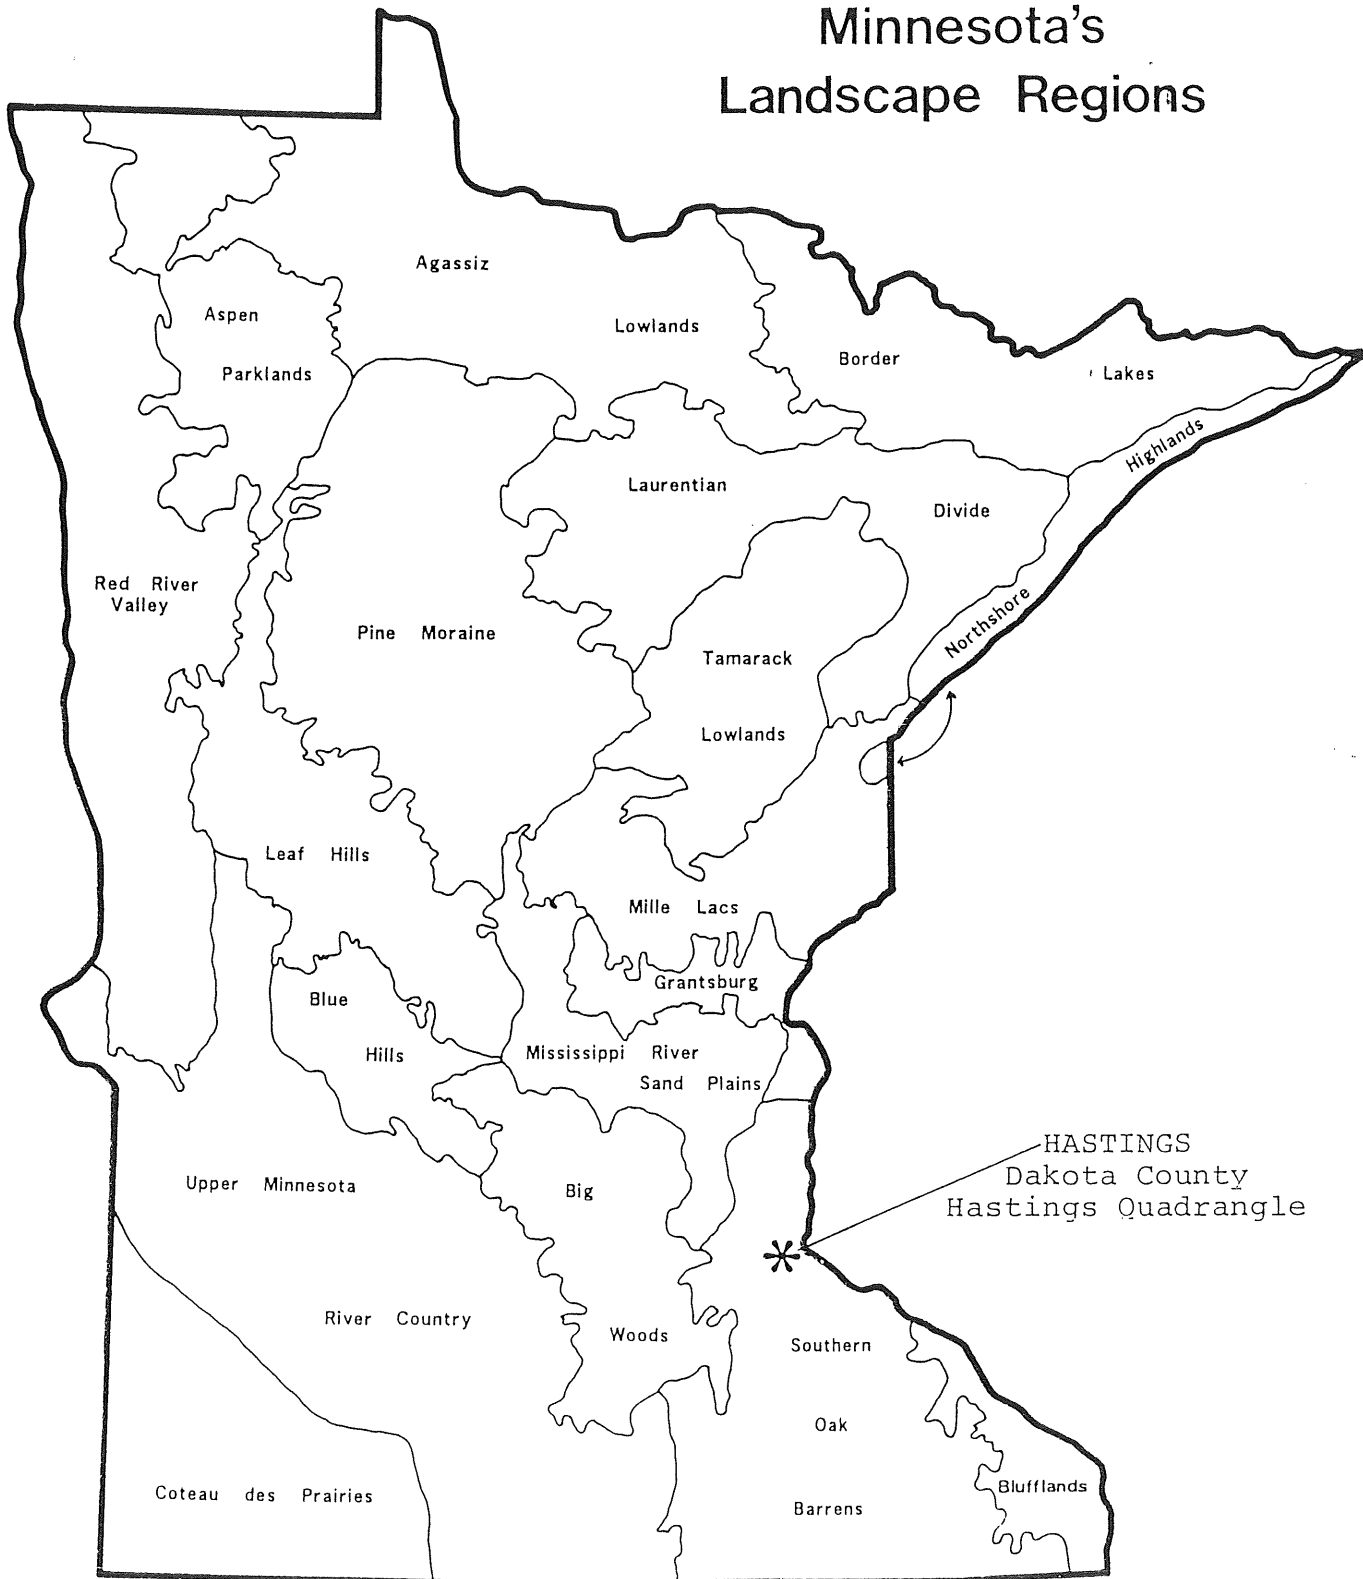 Minnesota's
Landscape Regions
Agassiz
Lowlands
Aspen
Parklands
Border
Lakes
Highlands
Laurentian
Divide
Red River
Valley
Pine Moraine
Northshore
Tamarack
Lowlands
Leaf Hills
Mille Lacs
Grantsburg
Blue
Hills
Mississippi River
Sand Plains
HASTINGS
Dakota County
Hastings Quadrangle
Upper Minnesota
Big
River Country
Woods
Southern
Oak
Barrens
Blufflands
Coteau des Prairies